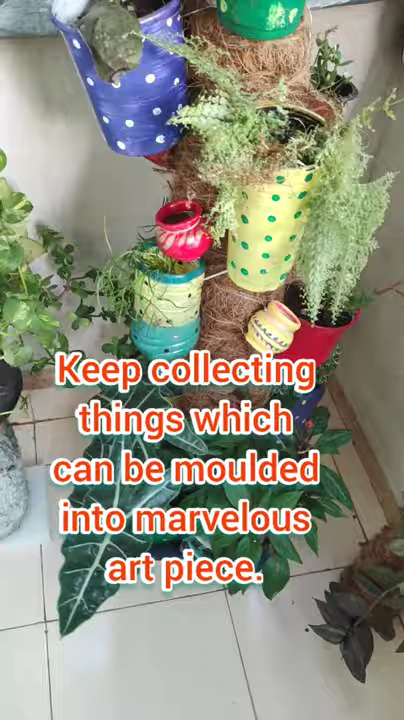 Keep collecting
things which
can be moulded
into marvelous
art piece.